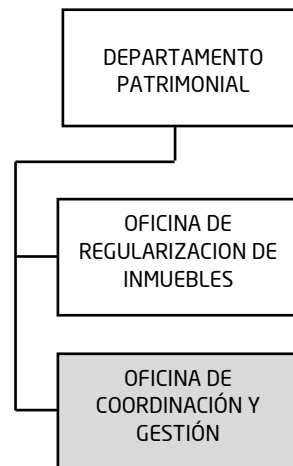 DEPARTAMENTO
PATRIMONIAL
OFICINA DE
REGULARIZACION DE
INMUEBLES
OFICINA DE
COORDINACIÓN Y
GESTIÓN